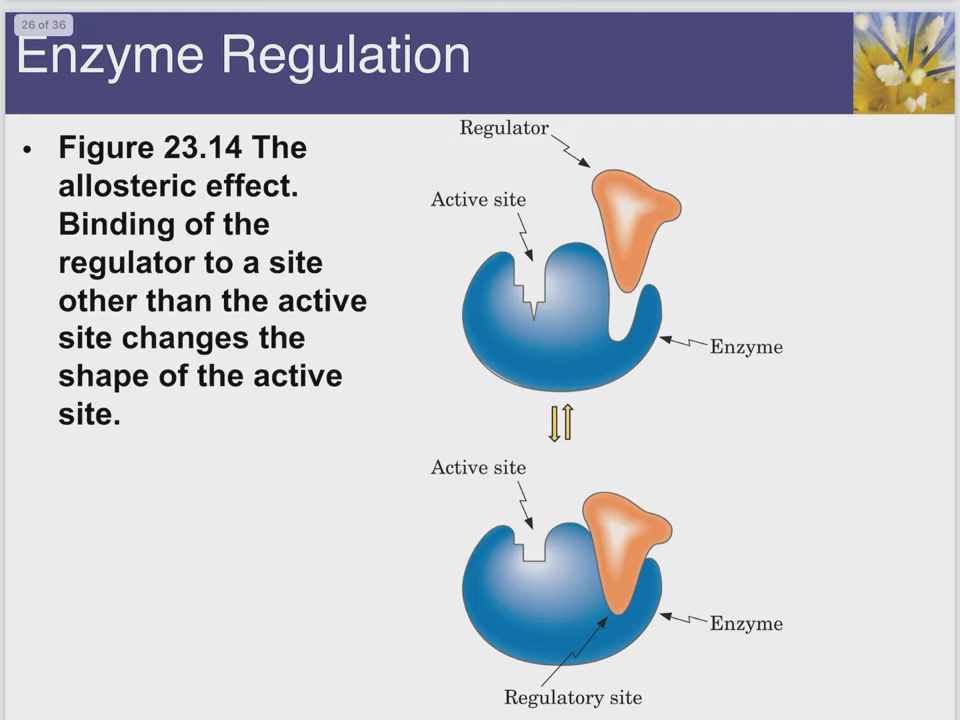 26 of 36
Enzyme Regulation
• Figure 23.14 The
allosteric effect.
Binding of the
regulator to a site
other than the active
site changes the
shape of the active
site.
Regulator
Active site
Enzyme
Active site
Enzyme
Regulatory site